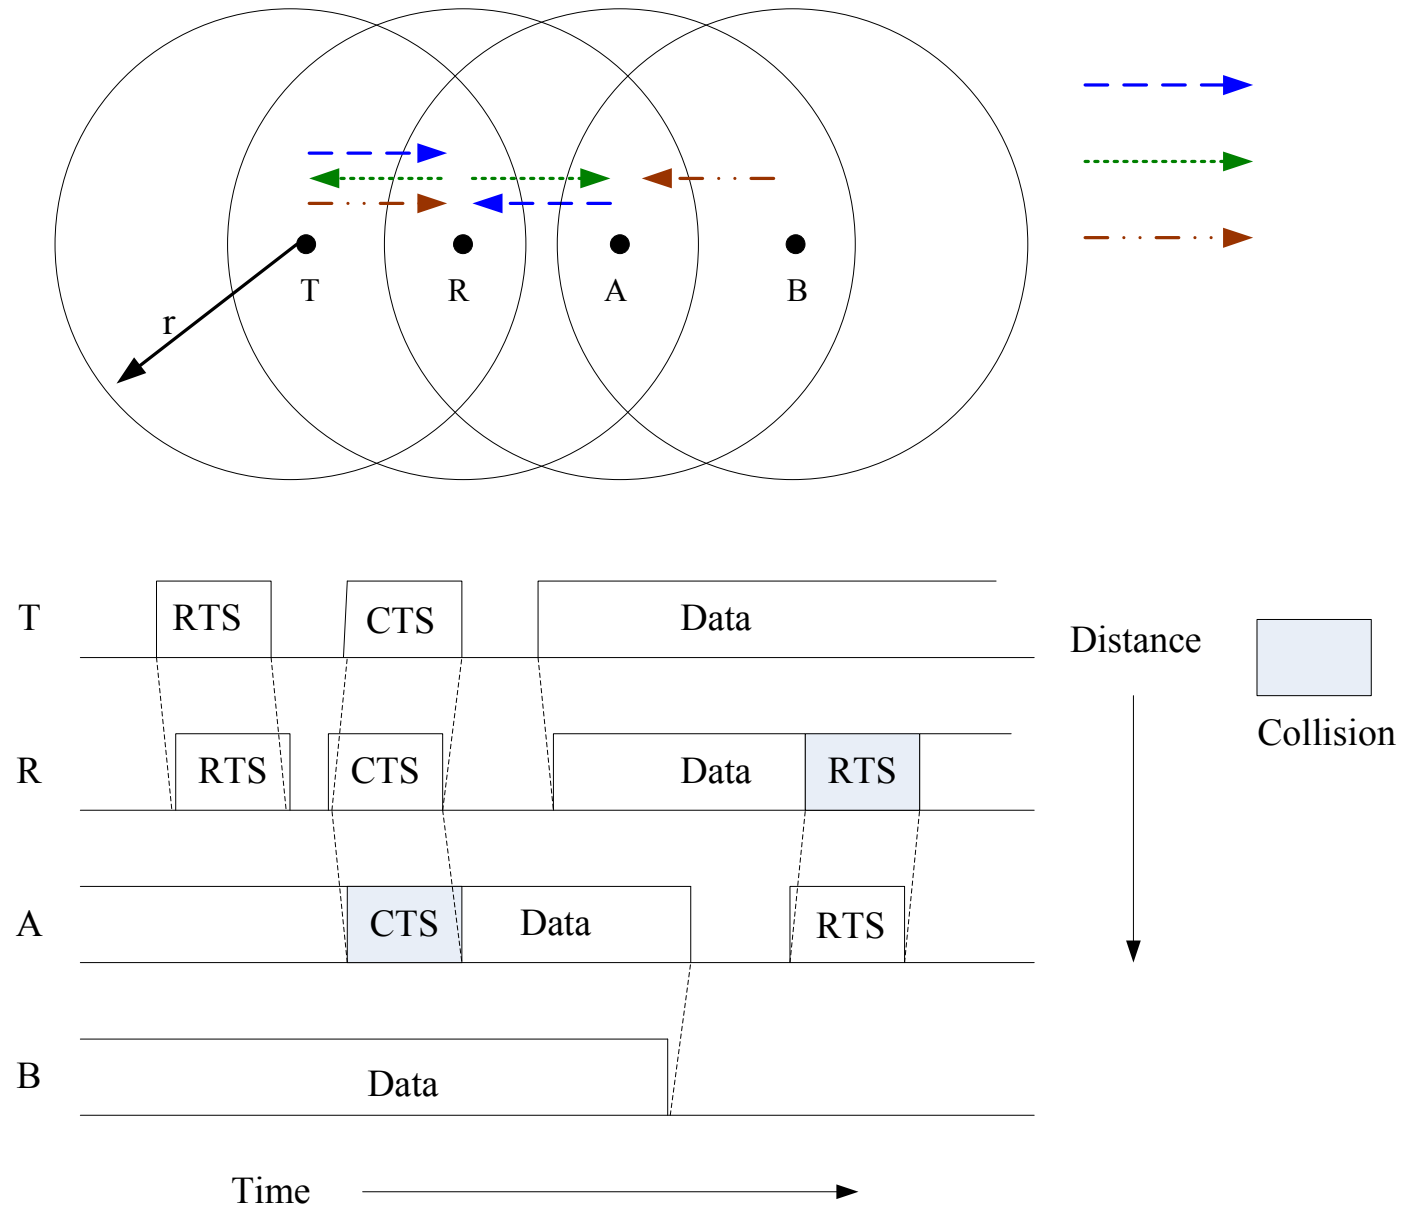 r
T R A B
T RTS CTS Data
Distance
Collision
R RTS CTS Data RTS
A CTS Data RTS
B Data
Time